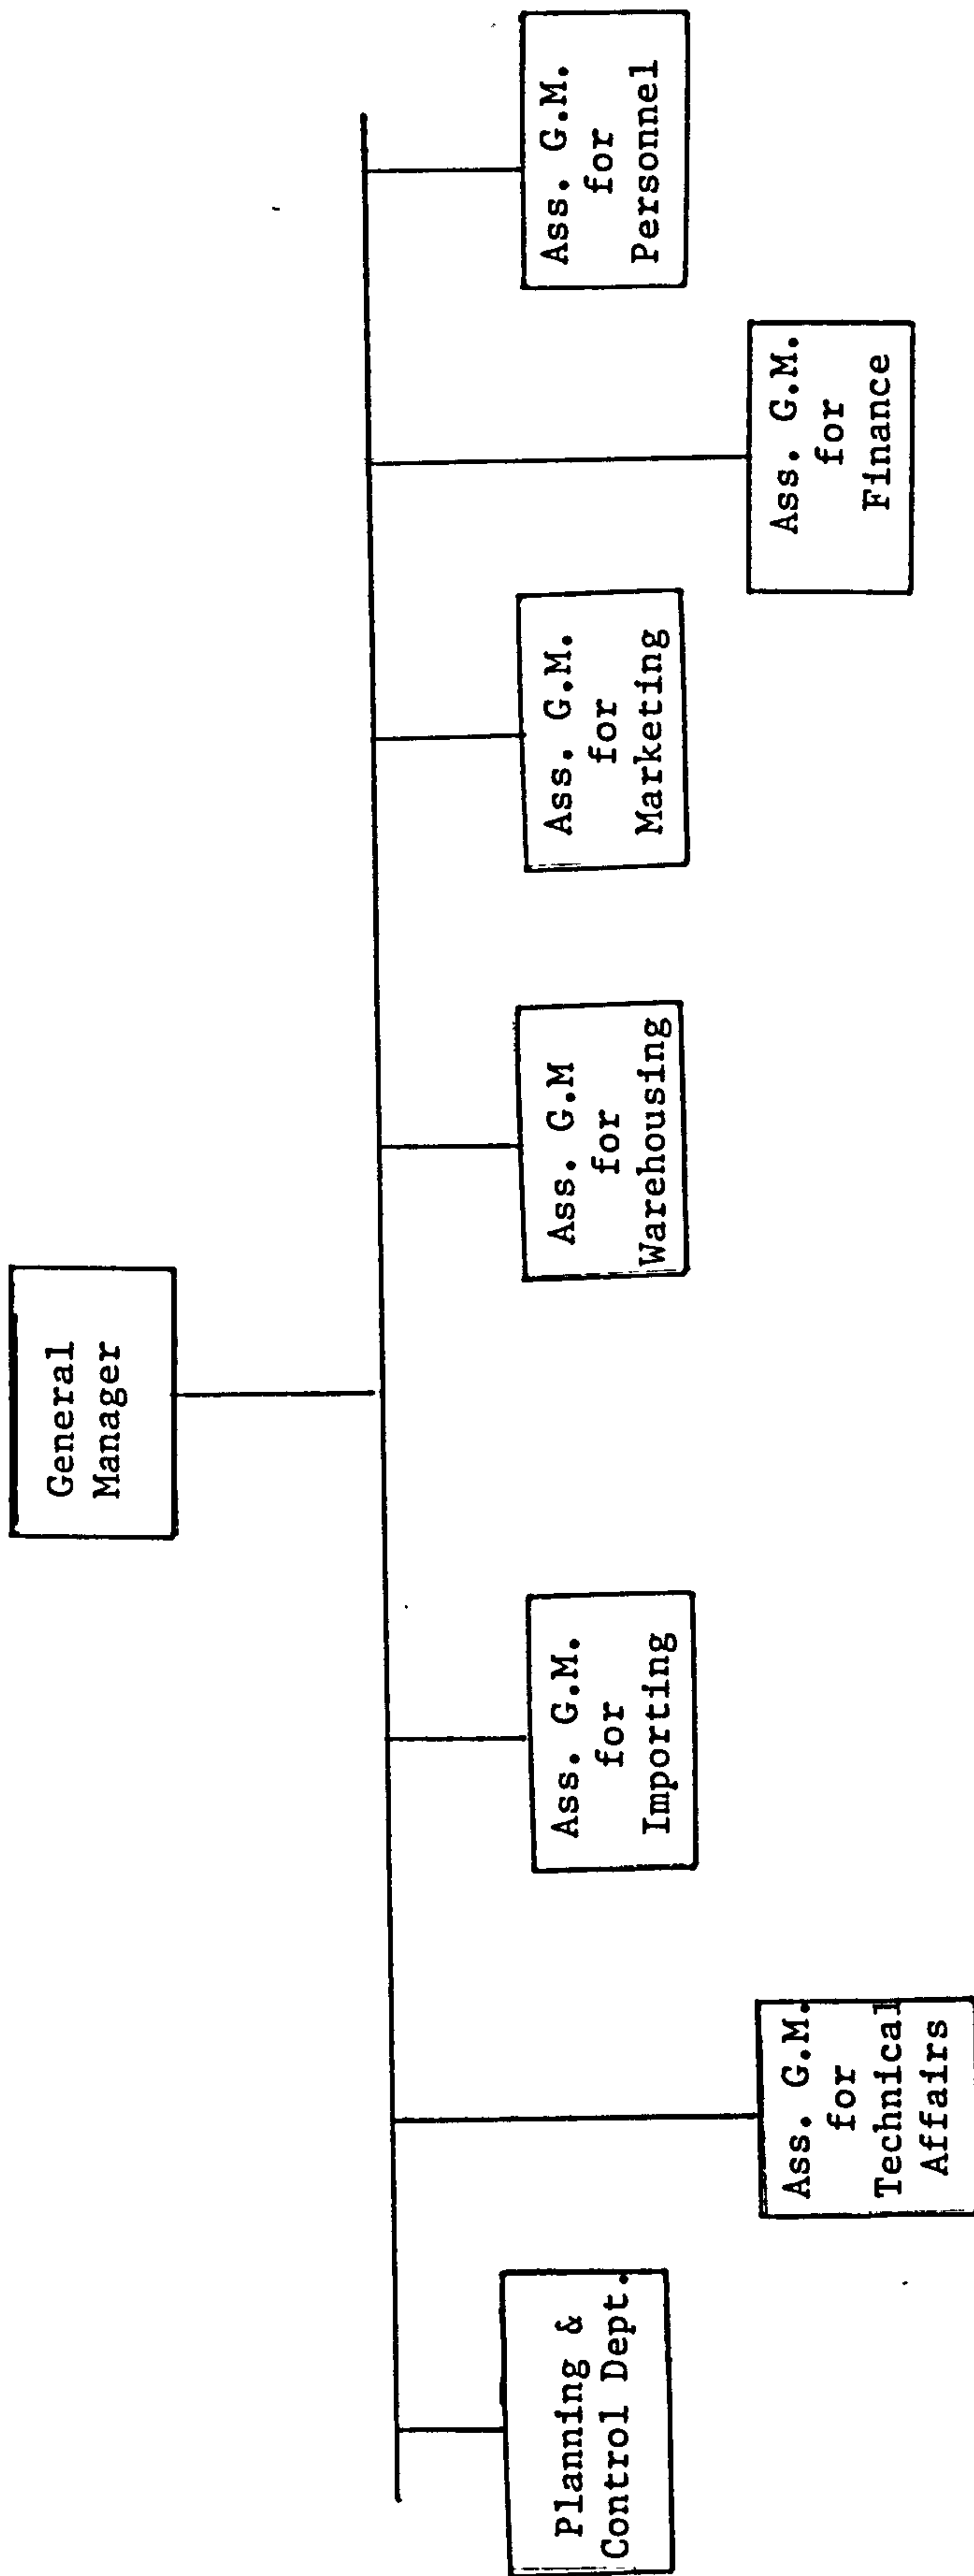 General
Manager
Planning &
Control Dept.
Ass. G.M.
for
Technical
Affairs
Ass. G.M.
for
Importing
Ass. G.M
for
Warehousing
Ass. G.M.
for
Marketing
Ass. G.M.
for
Finance
Ass. G.M.
for
Personnel